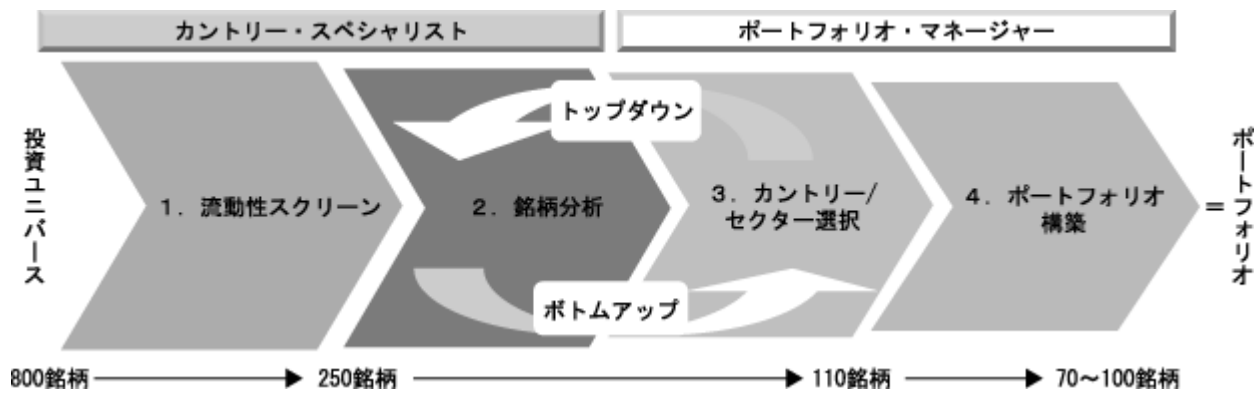 カントリー・スペシャリスト
ポートフォリオ・マネージャー
投資ユニバース
1．流動性スクリーン
2．銘柄分析
トップダウン
ボトムアップ
3．カントリー/
セクター選択
4．ポートフォリオ
構築
＝
ポートフォリオ
800銘柄
250銘柄
110銘柄
70～100銘柄